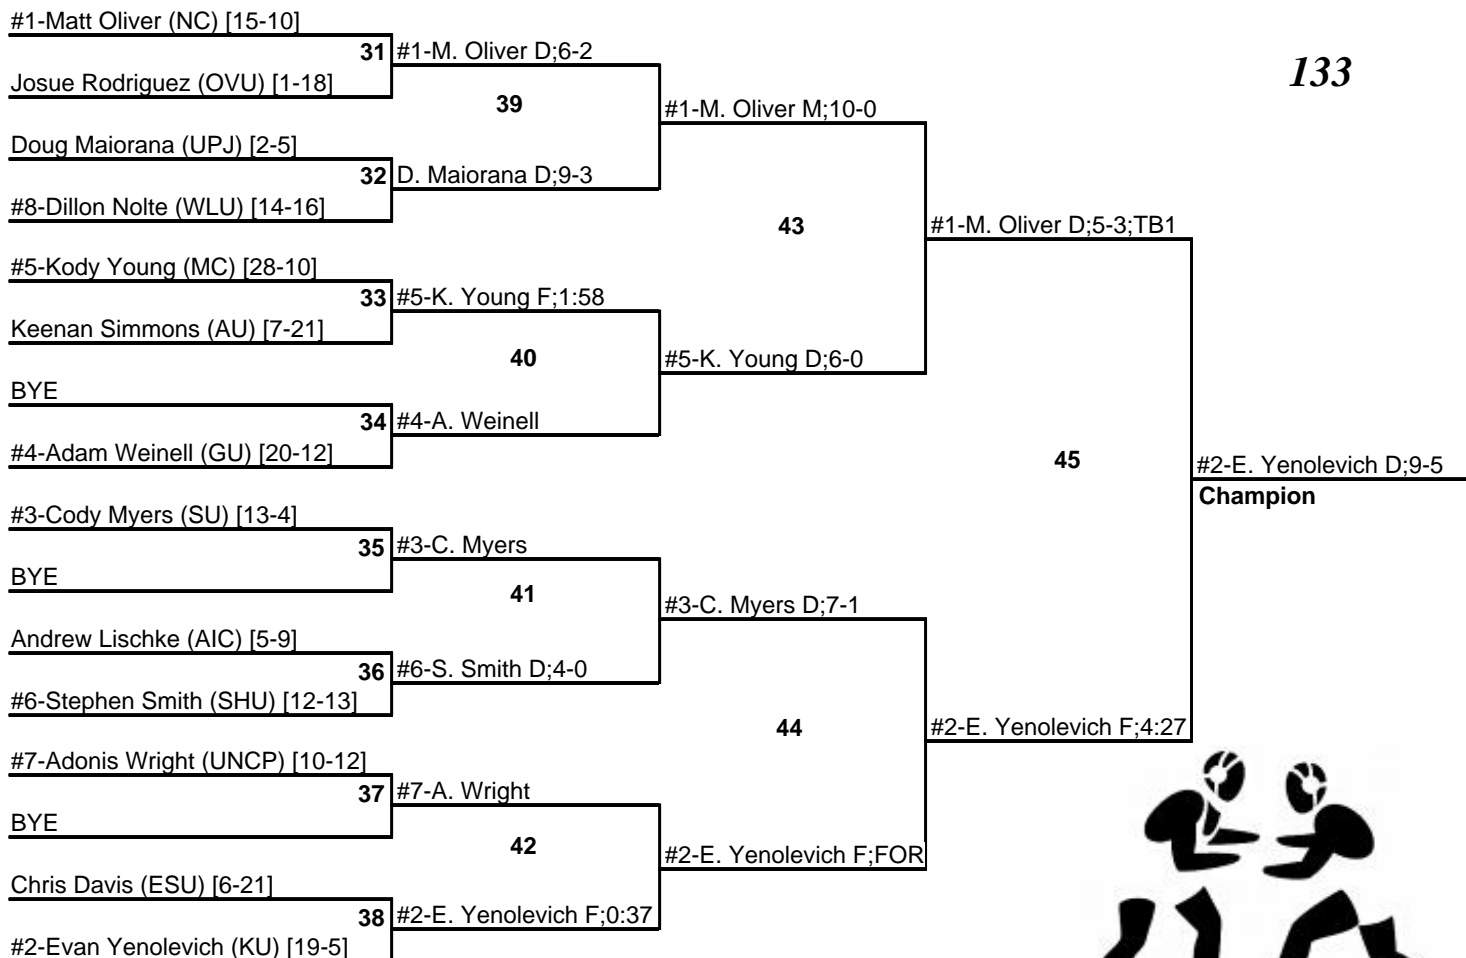 #1-Matt Oliver (NC) [15-10]
31 #1-M. Oliver D;6-2
133
Josue Rodriguez (OVU) [1-18]
39
#1-M. Oliver M;10-0
Doug Maiorana (UPJ) [2-5]
32 D. Maiorana D;9-3
#8-Dillon Nolte (WLU) [14-16]
43
#1-M. Oliver D;5-3;TB1
#5-Kody Young (MC) [28-10]
33 #5-K. Young F;1:58
Keenan Simmons (AU) [7-21]
40
#5-K. Young D;6-0
BYE
34 #4-A. Weinell
#4-Adam Weinell (GU) [20-12]
45
#2-E. Yenolevich D;9-5
Champion
#3-Cody Myers (SU) [13-4]
35 #3-C. Myers
BYE
41
#3-C. Myers D;7-1
Andrew Lischke (AIC) [5-9]
36 #6-S. Smith D;4-0
#6-Stephen Smith (SHU) [12-13]
44
#2-E. Yenolevich F;4:27
#7-Adonis Wright (UNCP) [10-12]
37 #7-A. Wright
BYE
42
#2-E. Yenolevich F;FOR
Chris Davis (ESU) [6-21]
38 #2-E. Yenolevich F;0:37
#2-Evan Yenolevich (KU) [19-5]